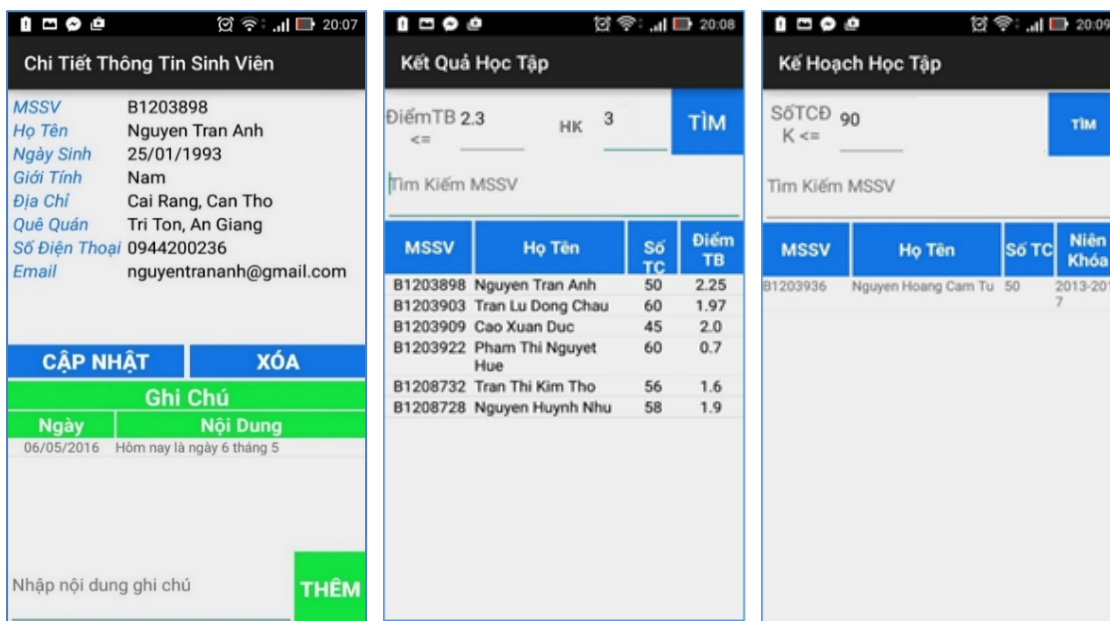 20:07
Chi Tiết Thông Tin Sinh Viên
MSSV B1203898
Họ Tên Nguyen Tran Anh
Ngày Sinh 25/01/1993
Giới Tính Nam
Địa Chỉ Cai Rang, Can Tho
Quê Quán Tri Ton, An Giang
Số Điện Thoại 0944200236
Email nguyentrananh@gmail.com
CẬP NHẬT XÓA
Ghi Chú
Ngày Nội Dung
06/05/2016 Hôm nay là ngày 6 tháng 5
Nhập nội dung ghi chú THÊM
20:08
Kết Quả Học Tập
ĐiểmTB 2.3 HK 3 TÌM
<=
Tìm Kiếm MSSV
MSSV Họ Tên Số TC Điểm TB
B1203898 Nguyen Tran Anh 50 2.25
B1203903 Tran Lu Dong Chau 60 1.97
B1203909 Cao Xuan Duc 45 2.0
B1203922 Pham Thi Nguyet 60 0.7
Hue
B1208732 Tran Thi Kim Tho 56 1.6
B1208728 Nguyen Huynh Nhu 58 1.9
20:09
Kế Hoạch Học Tập
SốTCĐ 90 TÌM
K <=
Tìm Kiếm MSSV
MSSV Họ Tên Số TC Niên Khóa
B1203936 Nguyen Hoang Cam Tu 50 2013-201
7